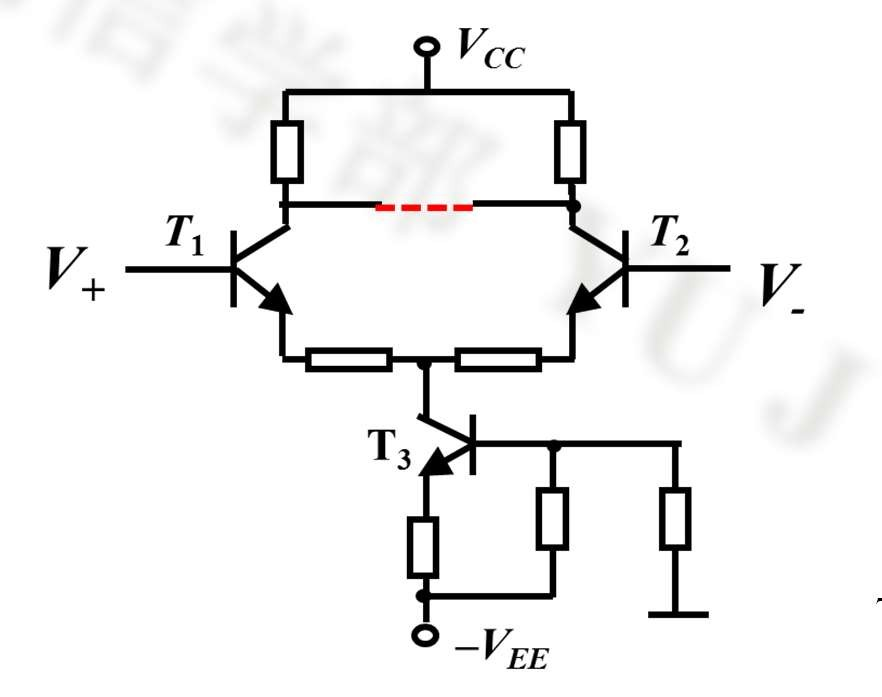 V_CC
T_1
T_2
V_+
V_-
T_3
–V_EE